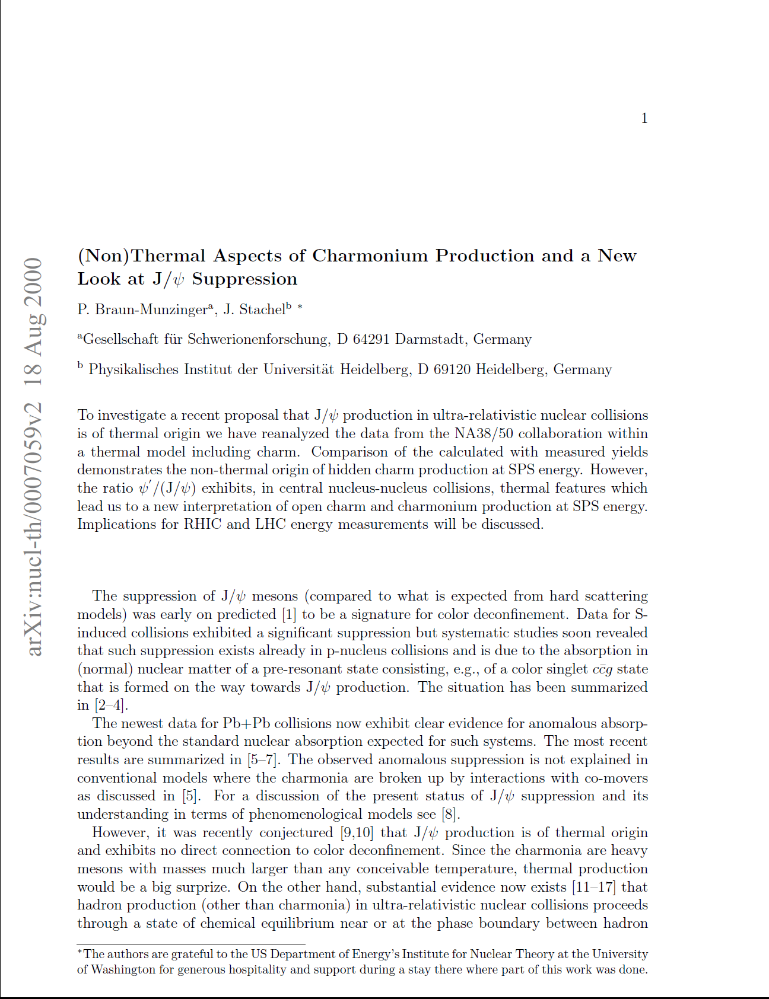 1
(Non)Thermal Aspects of Charmonium Production and a New
Look at J/ψ Suppression
P. Braun-Munzingerᵃ, J. Stachelᵇ *
ᵃGesellschaft für Schwerionenforschung, D 64291 Darmstadt, Germany
ᵇ Physikalisches Institut der Universität Heidelberg, D 69120 Heidelberg, Germany
To investigate a recent proposal that J/ψ production in ultra-relativistic nuclear collisions
is of thermal origin we have reanalyzed the data from the NA38/50 collaboration within
a thermal model including charm. Comparison of the calculated with measured yields
demonstrates the non-thermal origin of hidden charm production at SPS energy. However,
the ratio ψ′/(J/ψ) exhibits, in central nucleus-nucleus collisions, thermal features which
lead us to a new interpretation of open charm and charmonium production at SPS energy.
Implications for RHIC and LHC energy measurements will be discussed.
The suppression of J/ψ mesons (compared to what is expected from hard scattering
models) was early on predicted [1] to be a signature for color deconfinement. Data for S-
induced collisions exhibited a significant suppression but systematic studies soon revealed
that such suppression exists already in p-nucleus collisions and is due to the absorption in
(normal) nuclear matter of a pre-resonant state consisting, e.g., of a color singlet cc̄g state
that is formed on the way towards J/ψ production. The situation has been summarized
in [2–4].
The newest data for Pb+Pb collisions now exhibit clear evidence for anomalous absorp-
tion beyond the standard nuclear absorption expected for such systems. The most recent
results are summarized in [5–7]. The observed anomalous suppression is not explained in
conventional models where the charmonia are broken up by interactions with co-movers
as discussed in [5]. For a discussion of the present status of J/ψ suppression and its
understanding in terms of phenomenological models see [8].
However, it was recently conjectured [9,10] that J/ψ production is of thermal origin
and exhibits no direct connection to color deconfinement. Since the charmonia are heavy
mesons with masses much larger than any conceivable temperature, thermal production
would be a big surprize. On the other hand, substantial evidence now exists [11–17] that
hadron production (other than charmonia) in ultra-relativistic nuclear collisions proceeds
through a state of chemical equilibrium near or at the phase boundary between hadron
*The authors are grateful to the US Department of Energy's Institute for Nuclear Theory at the University
of Washington for generous hospitality and support during a stay there where part of this work was done.
arXiv:nucl-th/0007059v2 18 Aug 2000